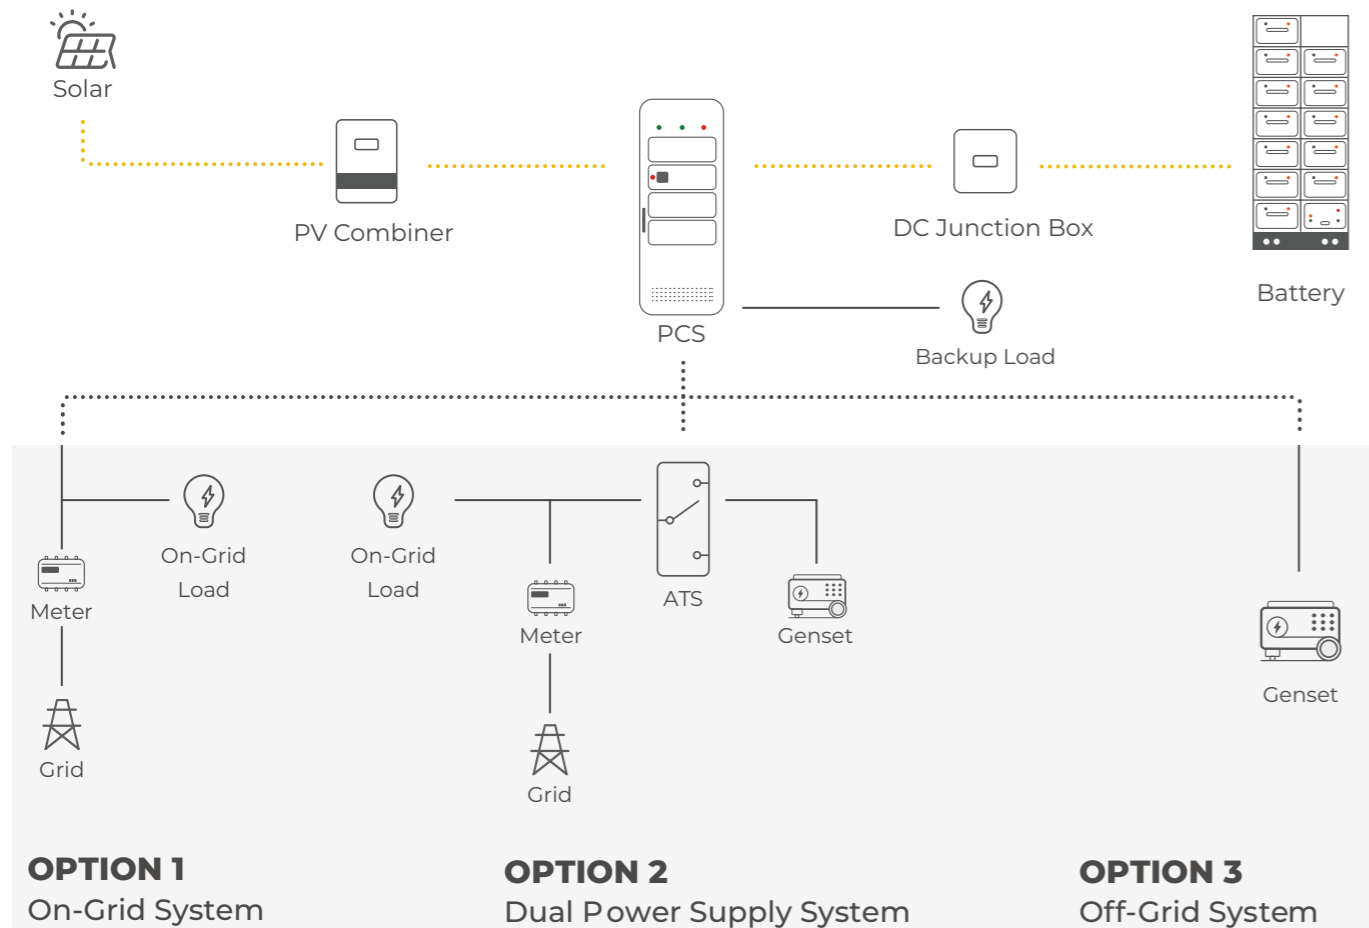 Solar
PV Combiner
PCS
DC Junction Box
Battery
Backup Load
On-Grid
Load
Meter
Grid
On-Grid
Load
Meter
Grid
ATS
Genset
Genset
OPTION 1
On-Grid System
OPTION 2
Dual Power Supply System
OPTION 3
Off-Grid System